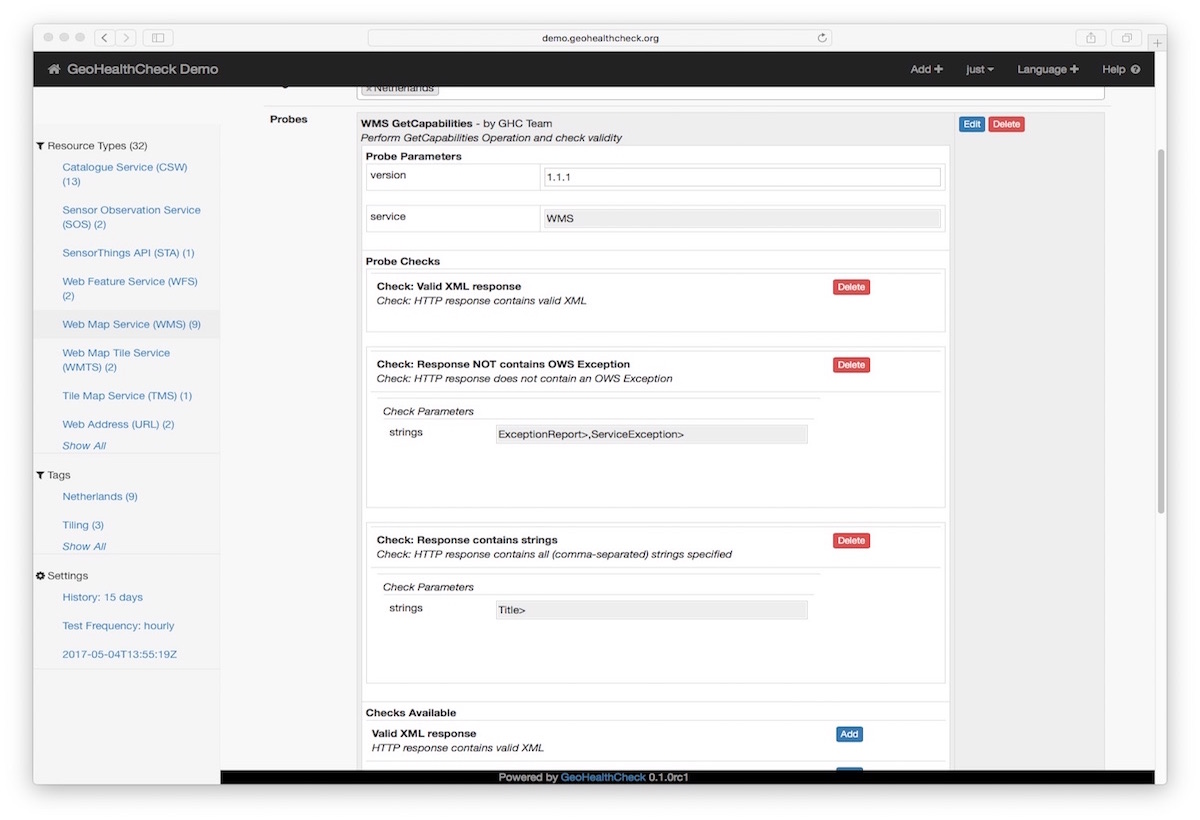 demo.geohealthcheck.org
GeoHealthCheck Demo
Add
just
Language
Help
× Netherlands
Resource Types (32)
Catalogue Service (CSW)
(13)
Sensor Observation Service
(SOS) (2)
SensorThings API (STA) (1)
Web Feature Service (WFS)
(2)
Web Map Service (WMS) (9)
Web Map Tile Service
(WMTS) (2)
Tile Map Service (TMS) (1)
Web Address (URL) (2)
Show All
Tags
Netherlands (9)
Tiling (3)
Show All
Settings
History: 15 days
Test Frequency: hourly
2017-05-04T13:55:19Z
Probes
WMS GetCapabilities - by GHC Team
Perform GetCapabilities Operation and check validity
Edit
Delete
Probe Parameters
version
1.1.1
service
WMS
Probe Checks
Check: Valid XML response
Delete
Check: HTTP response contains valid XML
Check: Response NOT contains OWS Exception
Delete
Check: HTTP response does not contain an OWS Exception
Check Parameters
strings
ExceptionReport>,ServiceException>
Check: Response contains strings
Delete
Check: HTTP response contains all (comma-separated) strings specified
Check Parameters
strings
Title>
Checks Available
Valid XML response
Add
HTTP response contains valid XML
Powered by GeoHealthCheck 0.1.0rc1